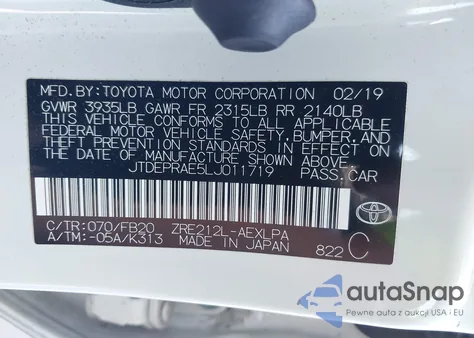 MFD.BY:TOYOTA MOTOR CORPORATION 02/19
GVWR 3935LB GAWR FR 2315LB RR 2140LB
THIS VEHICLE CONFORMS TO ALL APPLICABLE
FEDERAL MOTOR VEHICLE SAFETY,BUMPER,AND
THEFT PREVENTION STANDARDS IN EFFECT ON
THE DATE OF MANUFACTURE SHOWN ABOVE.
JTDEPRAE5LJ011719 PASS.CAR
C/TR:070/FB20 ZRE212L-AEXLPA
A/TM:-05A/K313 MADE IN JAPAN 822 C
TOYOTA
autoSnap
Pewne auta z aukcji USA i EU